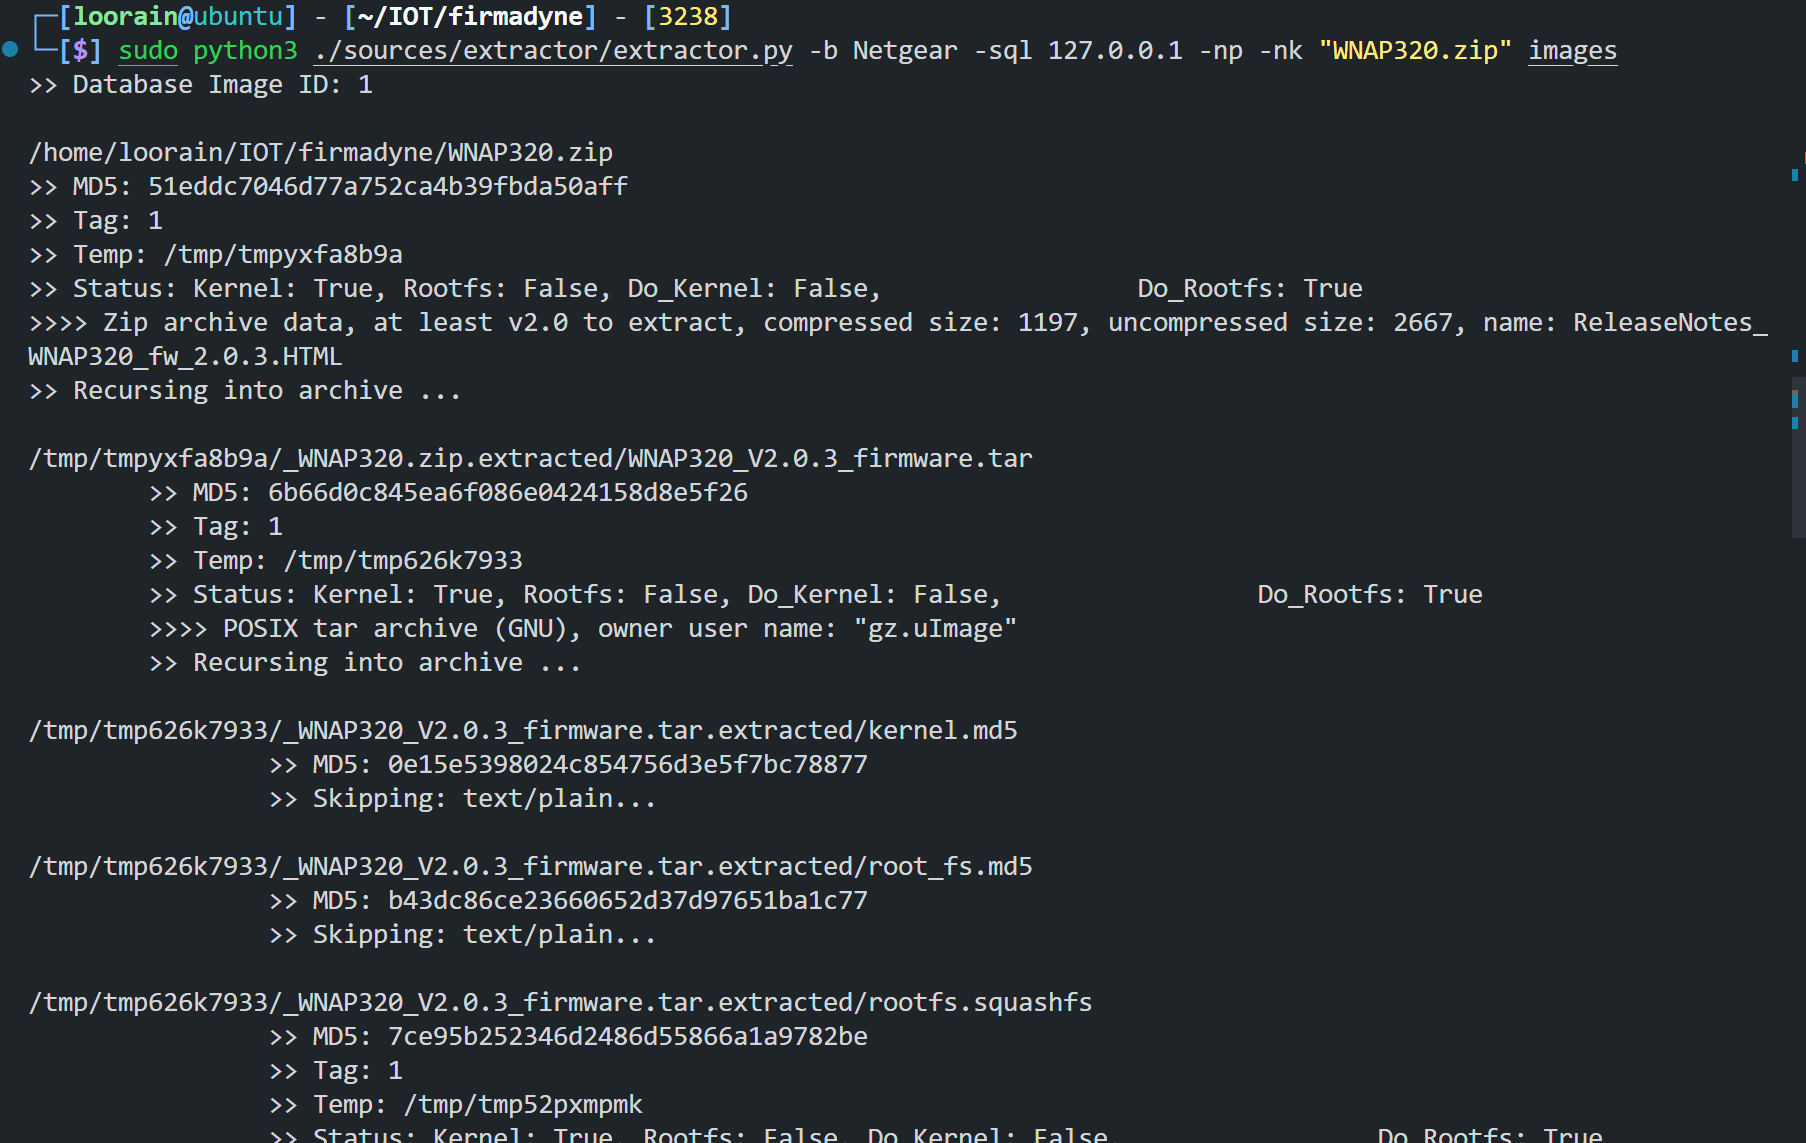 [loorain@ubuntu] - [~/IOT/firmadyne] - [3238]
[$] sudo python3 ./sources/extractor/extractor.py -b Netgear -sql 127.0.0.1 -np -nk "WNAP320.zip" images
>> Database Image ID: 1
/home/loorain/IOT/firmadyne/WNAP320.zip
>> MD5: 51eddc7046d77a752ca4b39fbda50aff
>> Tag: 1
>> Temp: /tmp/tmpyxfa8b9a
>> Status: Kernel: True, Rootfs: False, Do_Kernel: False,                 Do_Rootfs: True
>>>> Zip archive data, at least v2.0 to extract, compressed size: 1197, uncompressed size: 2667, name: ReleaseNotes_
WNAP320_fw_2.0.3.HTML
>> Recursing into archive ...
/tmp/tmpyxfa8b9a/_WNAP320.zip.extracted/WNAP320_V2.0.3_firmware.tar
        >> MD5: 6b66d0c845ea6f086e0424158d8e5f26
        >> Tag: 1
        >> Temp: /tmp/tmp626k7933
        >> Status: Kernel: True, Rootfs: False, Do_Kernel: False,                 Do_Rootfs: True
        >>>> POSIX tar archive (GNU), owner user name: "gz.uImage"
        >> Recursing into archive ...
/tmp/tmp626k7933/_WNAP320_V2.0.3_firmware.tar.extracted/kernel.md5
                >> MD5: 0e15e5398024c854756d3e5f7bc78877
                >> Skipping: text/plain...
/tmp/tmp626k7933/_WNAP320_V2.0.3_firmware.tar.extracted/root_fs.md5
                >> MD5: b43dc86ce23660652d37d97651ba1c77
                >> Skipping: text/plain...
/tmp/tmp626k7933/_WNAP320_V2.0.3_firmware.tar.extracted/rootfs.squashfs
                >> MD5: 7ce95b252346d2486d55866a1a9782be
                >> Tag: 1
                >> Temp: /tmp/tmp52pxmpmk
                >> Status: Kernel: True, Rootfs: False, Do_Kernel: False,                 Do_Rootfs: True